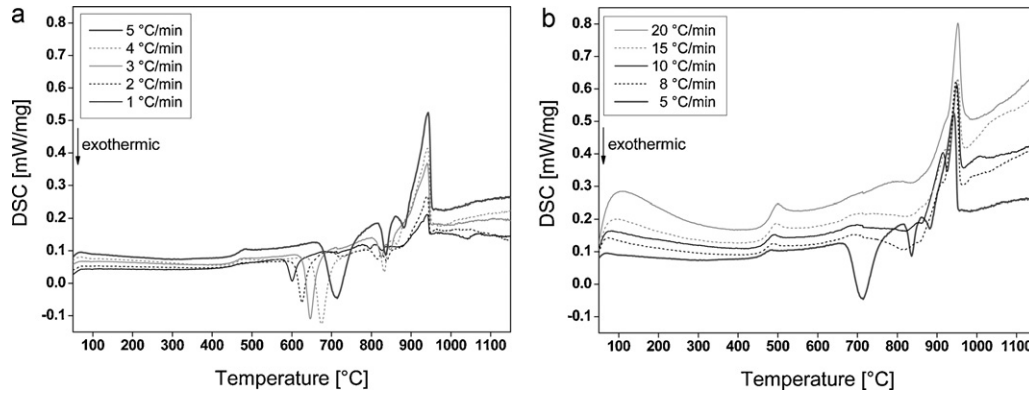 a
5 °C/min
4 °C/min
3 °C/min
2 °C/min
1 °C/min
exothermic
DSC [mW/mg]
0.8
0.7
0.6
0.5
0.4
0.3
0.2
0.1
0.0
-0.1
100 200 300 400 500 600 700 800 900 1000 1100
Temperature [°C]
b
20 °C/min
15 °C/min
10 °C/min
8 °C/min
5 °C/min
exothermic
DSC [mW/mg]
0.8
0.7
0.6
0.5
0.4
0.3
0.2
0.1
0.0
-0.1
100 200 300 400 500 600 700 800 900 1000 1100
Temperature [°C]